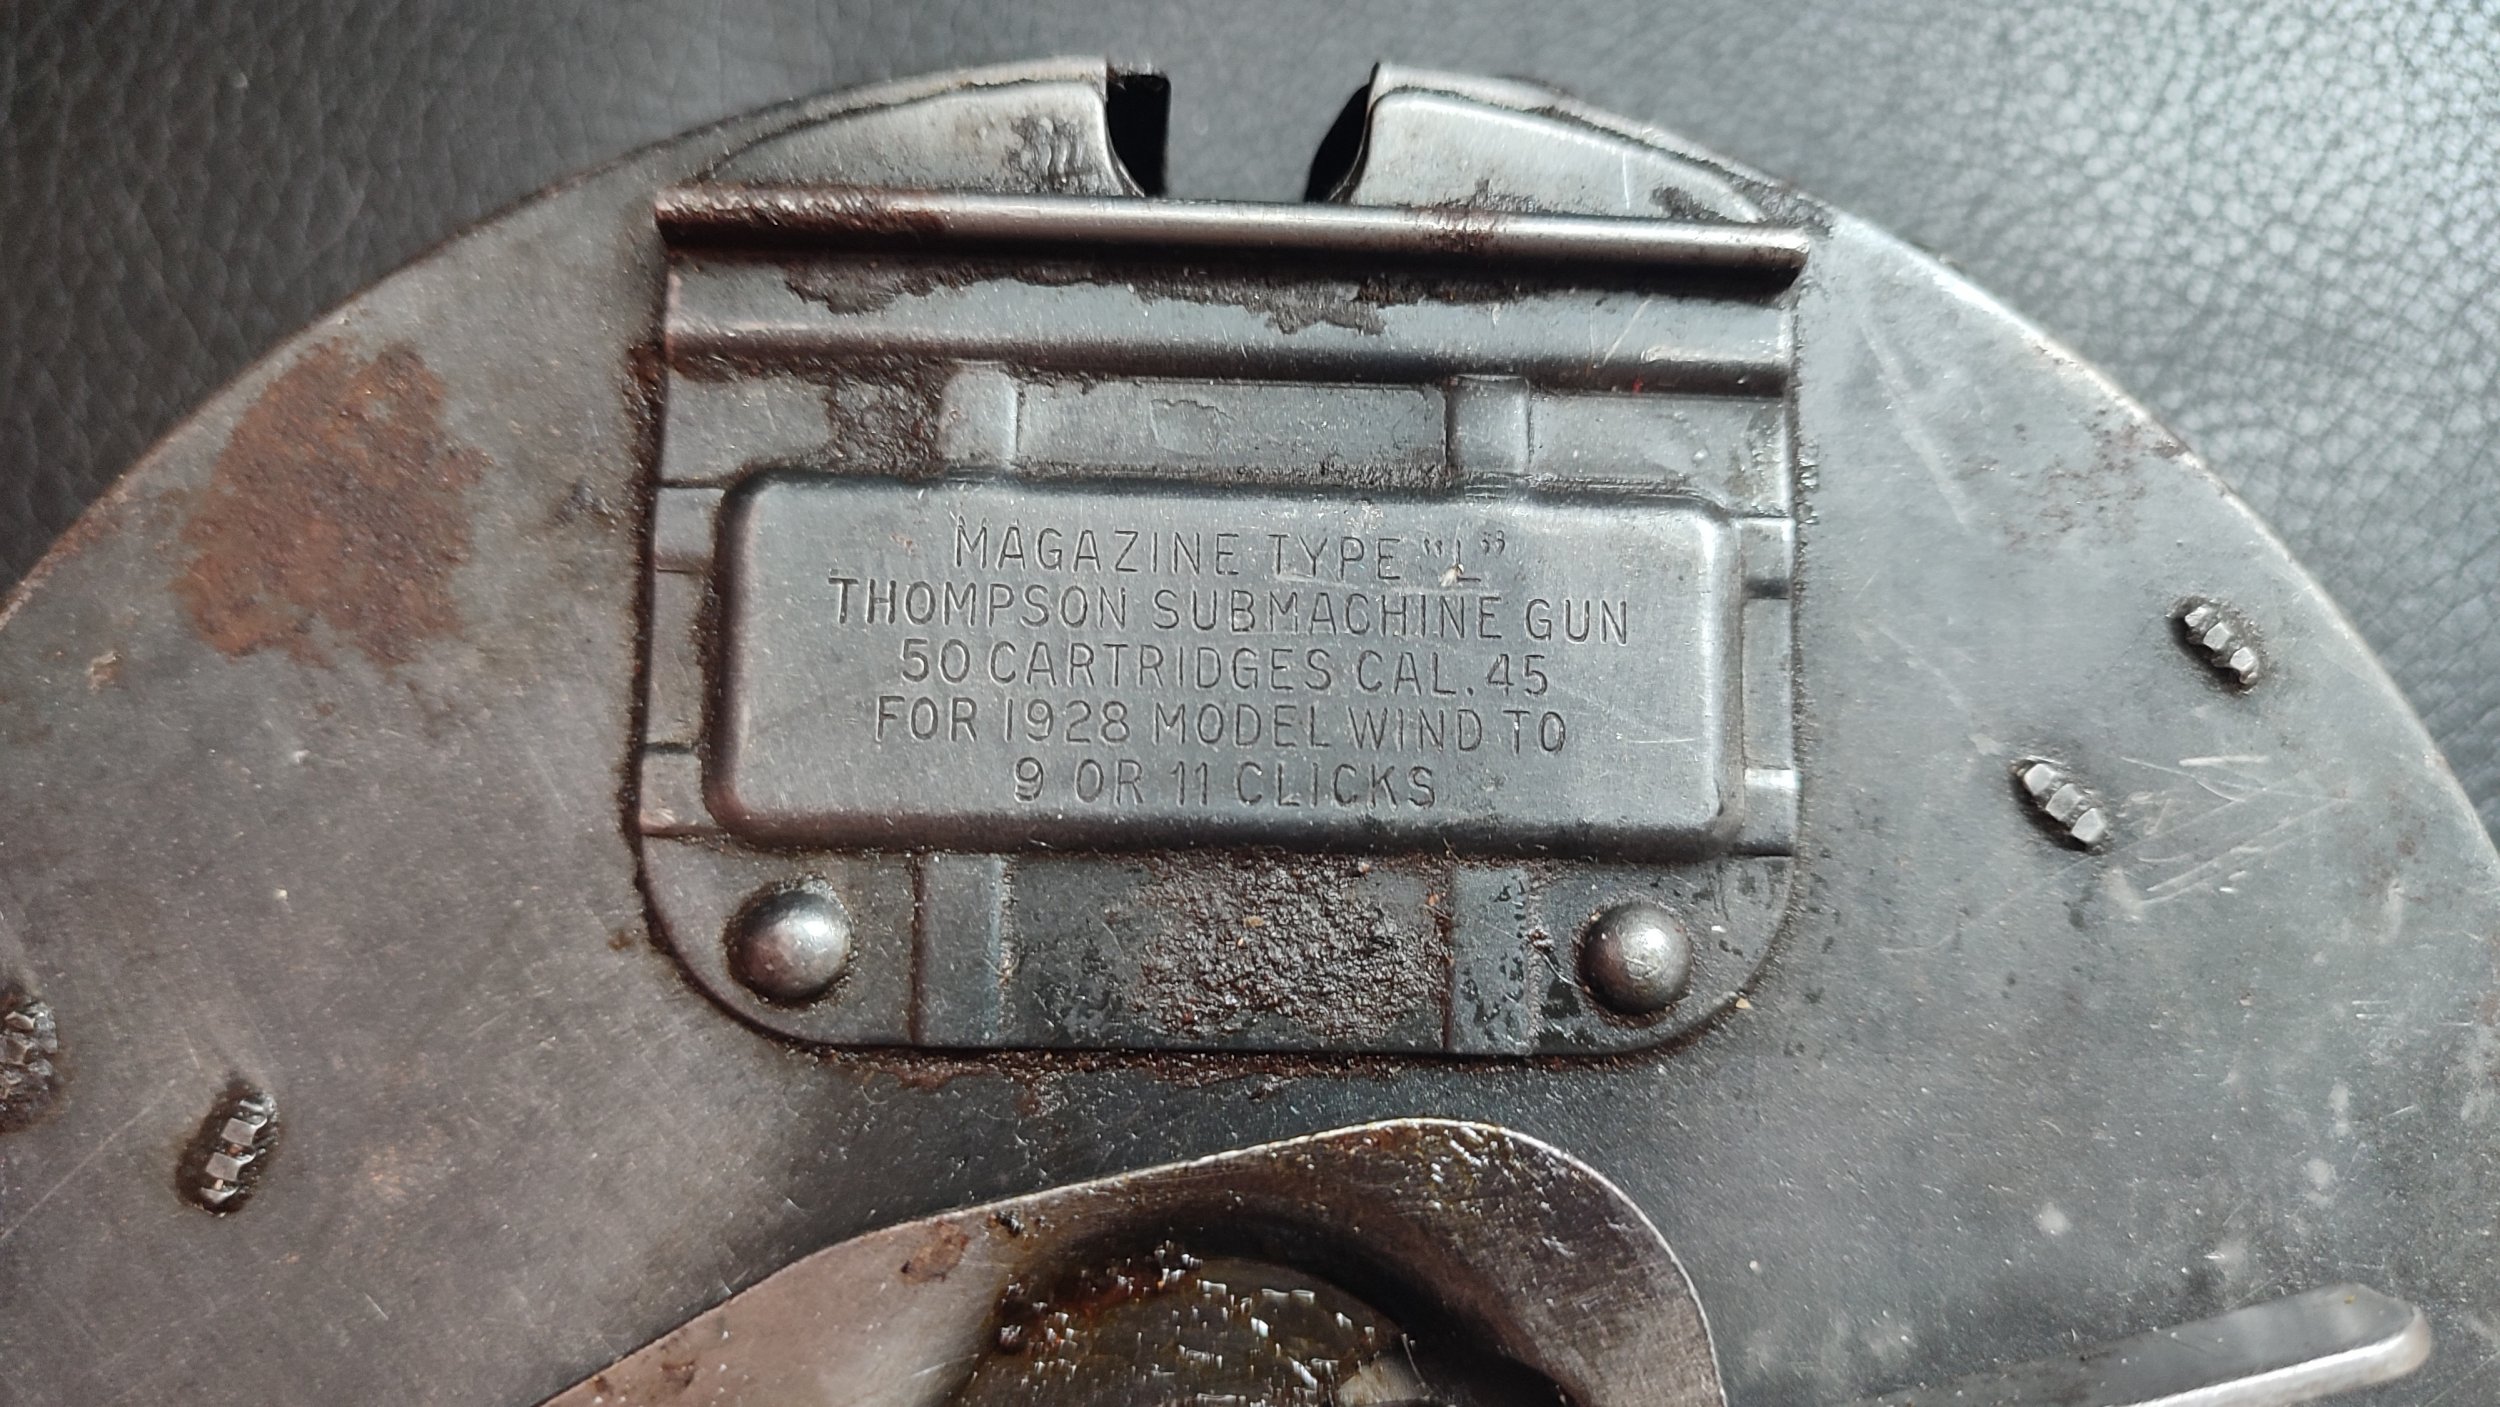 MAGAZINE TYPE "L"
THOMPSON SUBMACHINE GUN
50 CARTRIDGES CAL. 45
FOR 1928 MODEL WIND TO
9 OR 11 CLICKS